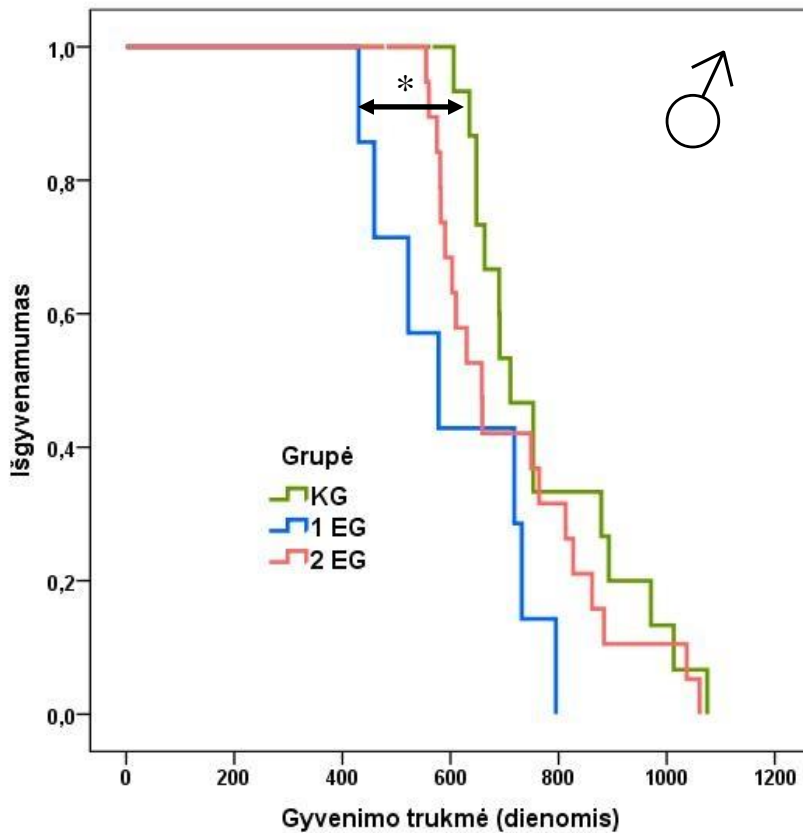 *
1,0
0,8
0,6
0,4
0,2
0,0
Išgyvenamumas
Grupė
KG
1 EG
2 EG
0 200 400 600 800 1000 1200
Gyvenimo trukmė (dienomis)